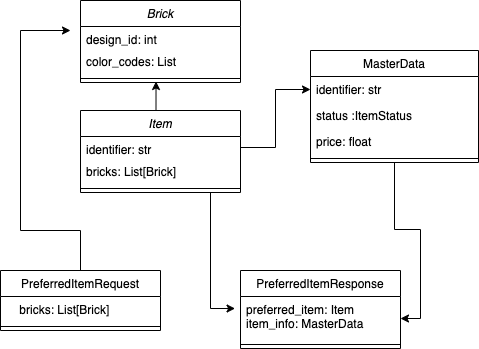 Brick
design_id: int
color_codes: List
MasterData
identifier: str
status :ItemStatus
price: float
Item
identifier: str
bricks: List[Brick]
PreferredItemRequest
bricks: List[Brick]
PreferredItemResponse
preferred_item: Item
item_info: MasterData